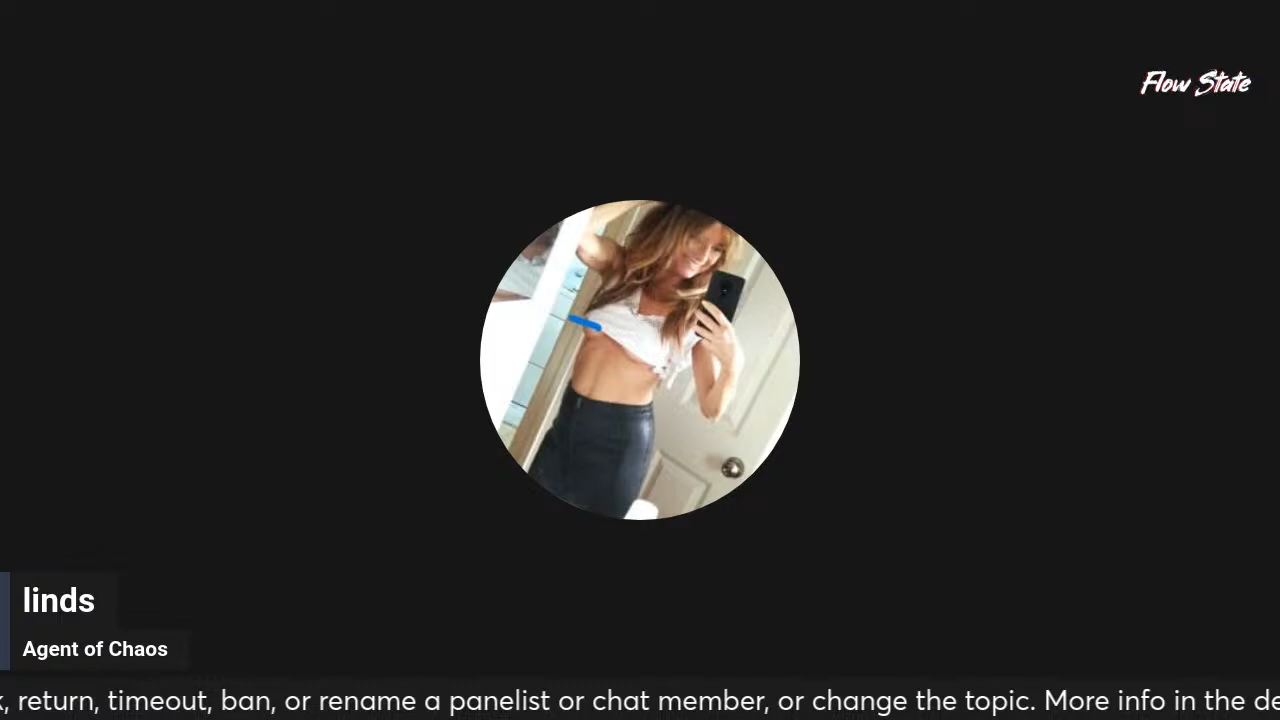 Flow State
linds
Agent of Chaos
, return, timeout, ban, or rename a panelist or chat member, or change the topic. More info in the